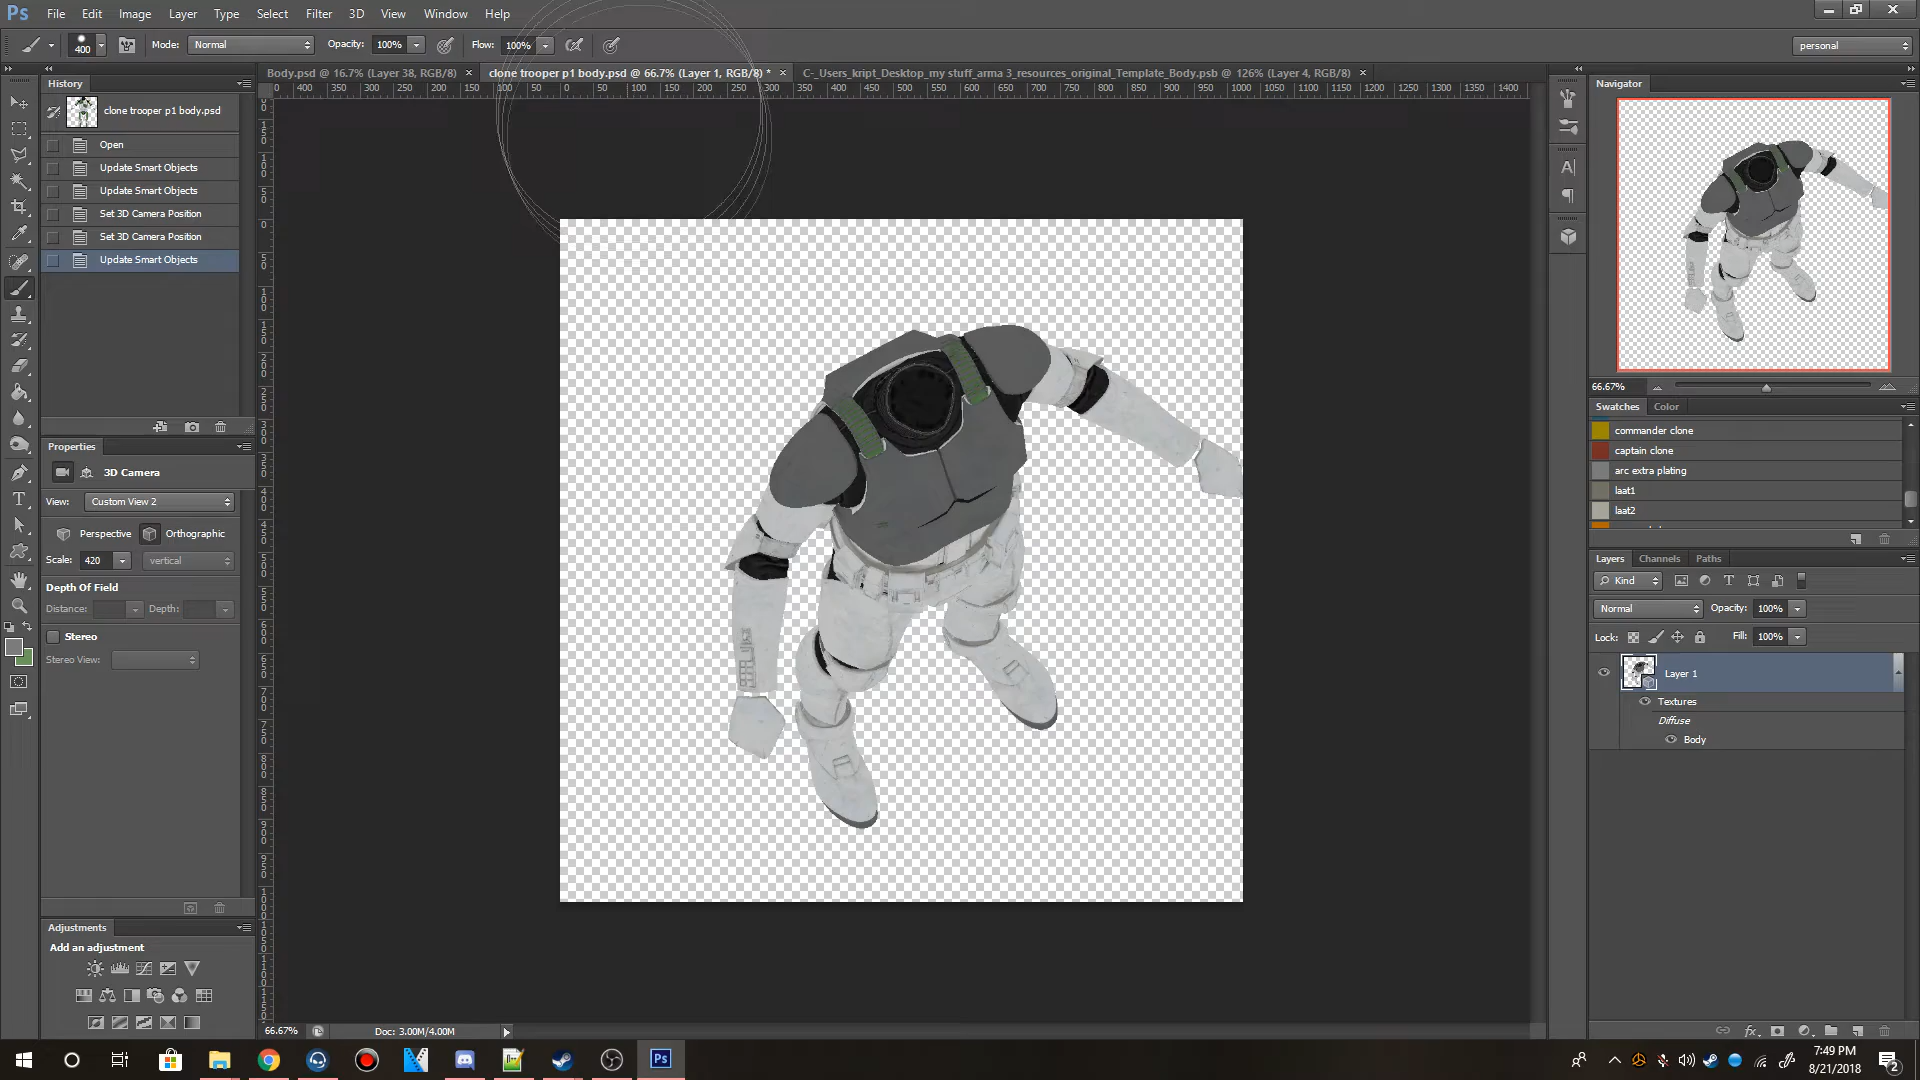 Ps File Edit Image Layer Type Select Filter 3D View Window Help
400 Mode: Normal Opacity: 100% Flow: 100% personal
Body.psd @ 16.7% (Layer 38, RGB/8) × clone trooper p1 body.psd @ 66.7% (Layer 1, RGB/8) * × C-_Users_kript_Desktop_my stuff_arma 3_resources_original_Template_Body.psb @ 126% (Layer 4, RGB/8) ×
History
clone trooper p1 body.psd
Open
Update Smart Objects
Update Smart Objects
Set 3D Camera Position
Set 3D Camera Position
Update Smart Objects
Properties
3D Camera
View: Custom View 2
Perspective Orthographic
Scale: 420 vertical
Depth Of Field
Distance: Depth:
Stereo
Stereo View:
Adjustments
Add an adjustment
66.67% Doc: 3.00M/4.00M
Navigator
66.67%
Swatches Color
commander clone
captain clone
arc extra plating
laat1
laat2
Layers Channels Paths
Kind
Normal Opacity: 100%
Lock: Fill: 100%
Layer 1
Textures
Diffuse
Body
7:49 PM
8/21/2018
2